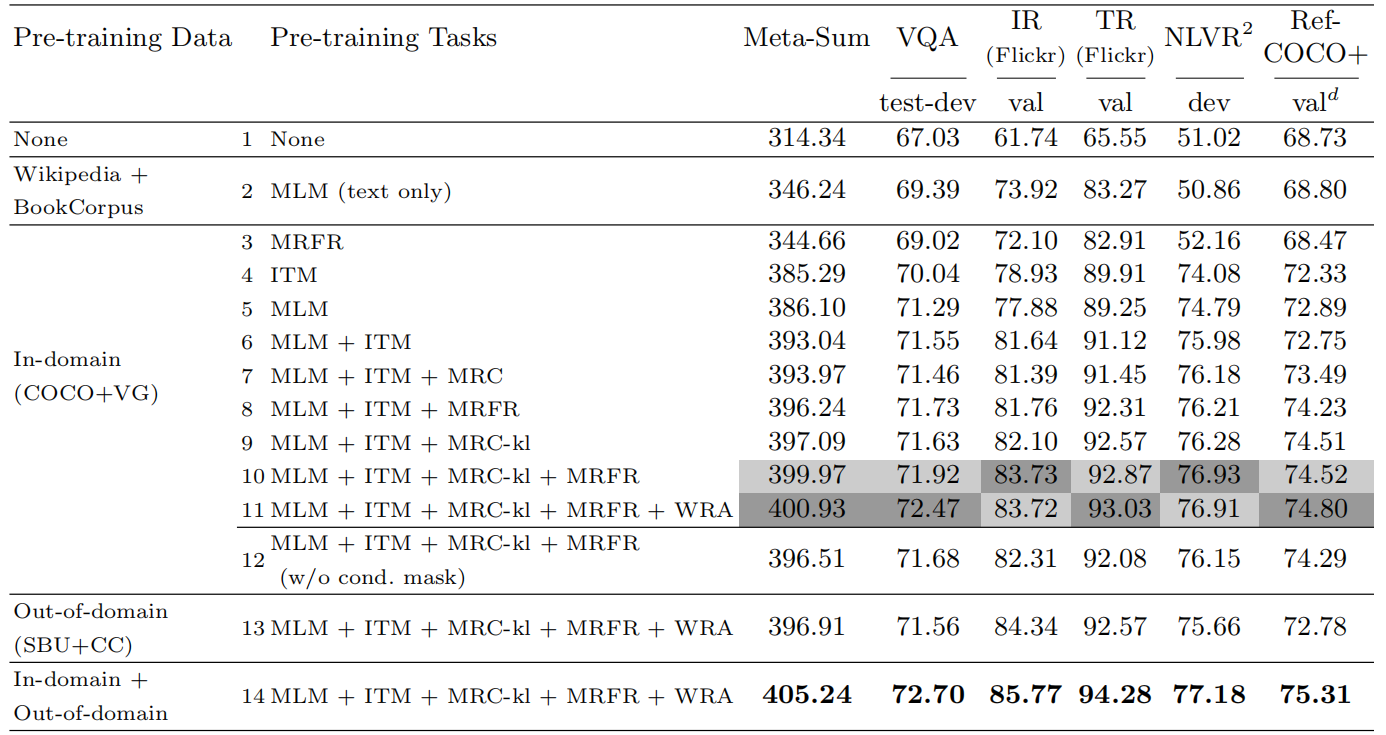 Pre-training Data Pre-training Tasks Meta-Sum VQA IR (Flickr) TR (Flickr) NLVR² Ref-COCO+
test-dev val val dev valᵈ
None 1 None 314.34 67.03 61.74 65.55 51.02 68.73
Wikipedia +
BookCorpus
2 MLM (text only) 346.24 69.39 73.92 83.27 50.86 68.80
In-domain
(COCO+VG)
3 MRFR 344.66 69.02 72.10 82.91 52.16 68.47
4 ITM 385.29 70.04 78.93 89.91 74.08 72.33
5 MLM 386.10 71.29 77.88 89.25 74.79 72.89
6 MLM + ITM 393.04 71.55 81.64 91.12 75.98 72.75
7 MLM + ITM + MRC 393.97 71.46 81.39 91.45 76.18 73.49
8 MLM + ITM + MRFR 396.24 71.73 81.76 92.31 76.21 74.23
9 MLM + ITM + MRC-kl 397.09 71.63 82.10 92.57 76.28 74.51
10 MLM + ITM + MRC-kl + MRFR 399.97 71.92 83.73 92.87 76.93 74.52
11 MLM + ITM + MRC-kl + MRFR + WRA 400.93 72.47 83.72 93.03 76.91 74.80
12 MLM + ITM + MRC-kl + MRFR
(w/o cond. mask) 396.51 71.68 82.31 92.08 76.15 74.29
Out-of-domain
(SBU+CC)
13 MLM + ITM + MRC-kl + MRFR + WRA 396.91 71.56 84.34 92.57 75.66 72.78
In-domain +
Out-of-domain
14 MLM + ITM + MRC-kl + MRFR + WRA 405.24 72.70 85.77 94.28 77.18 75.31